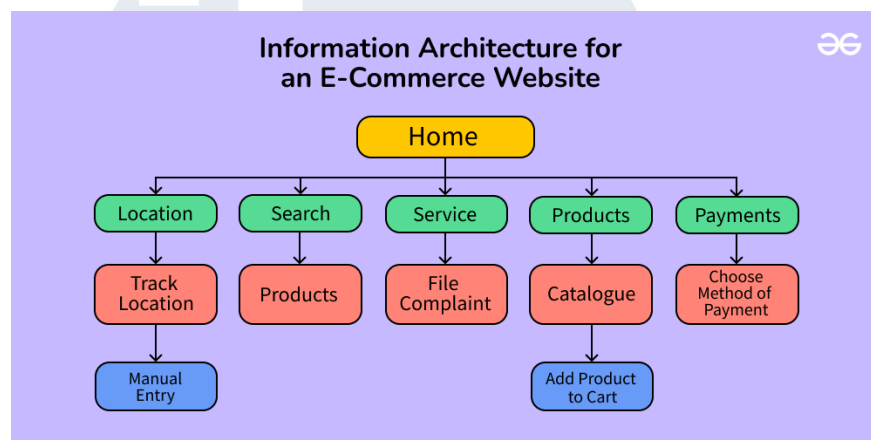 Information Architecture for
an E-Commerce Website
Home
Location
Search
Service
Products
Payments
Track
Location
Products
File
Complaint
Catalogue
Choose
Method of
Payment
Manual
Entry
Add Product
to Cart